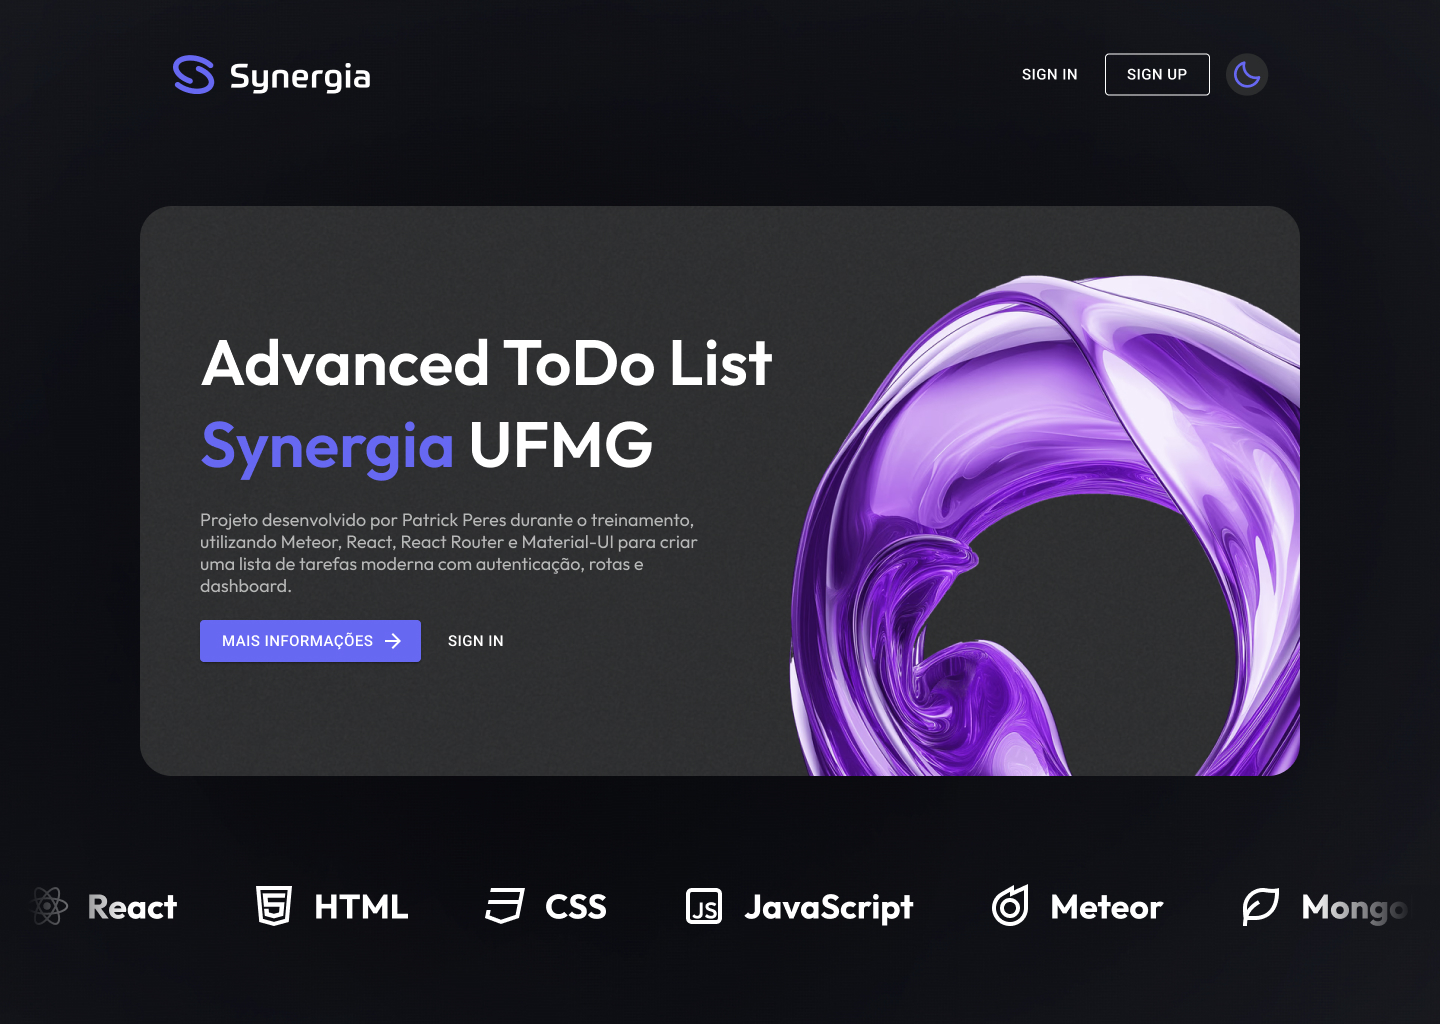 Synergia
SIGN IN
SIGN UP
Advanced ToDo List
Synergia UFMG
Projeto desenvolvido por Patrick Peres durante o treinamento,
utilizando Meteor, React, React Router e Material-UI para criar
uma lista de tarefas moderna com autenticação, rotas e
dashboard.
MAIS INFORMAÇÕES
SIGN IN
React
HTML
CSS
JS
JavaScript
Meteor
Mongo